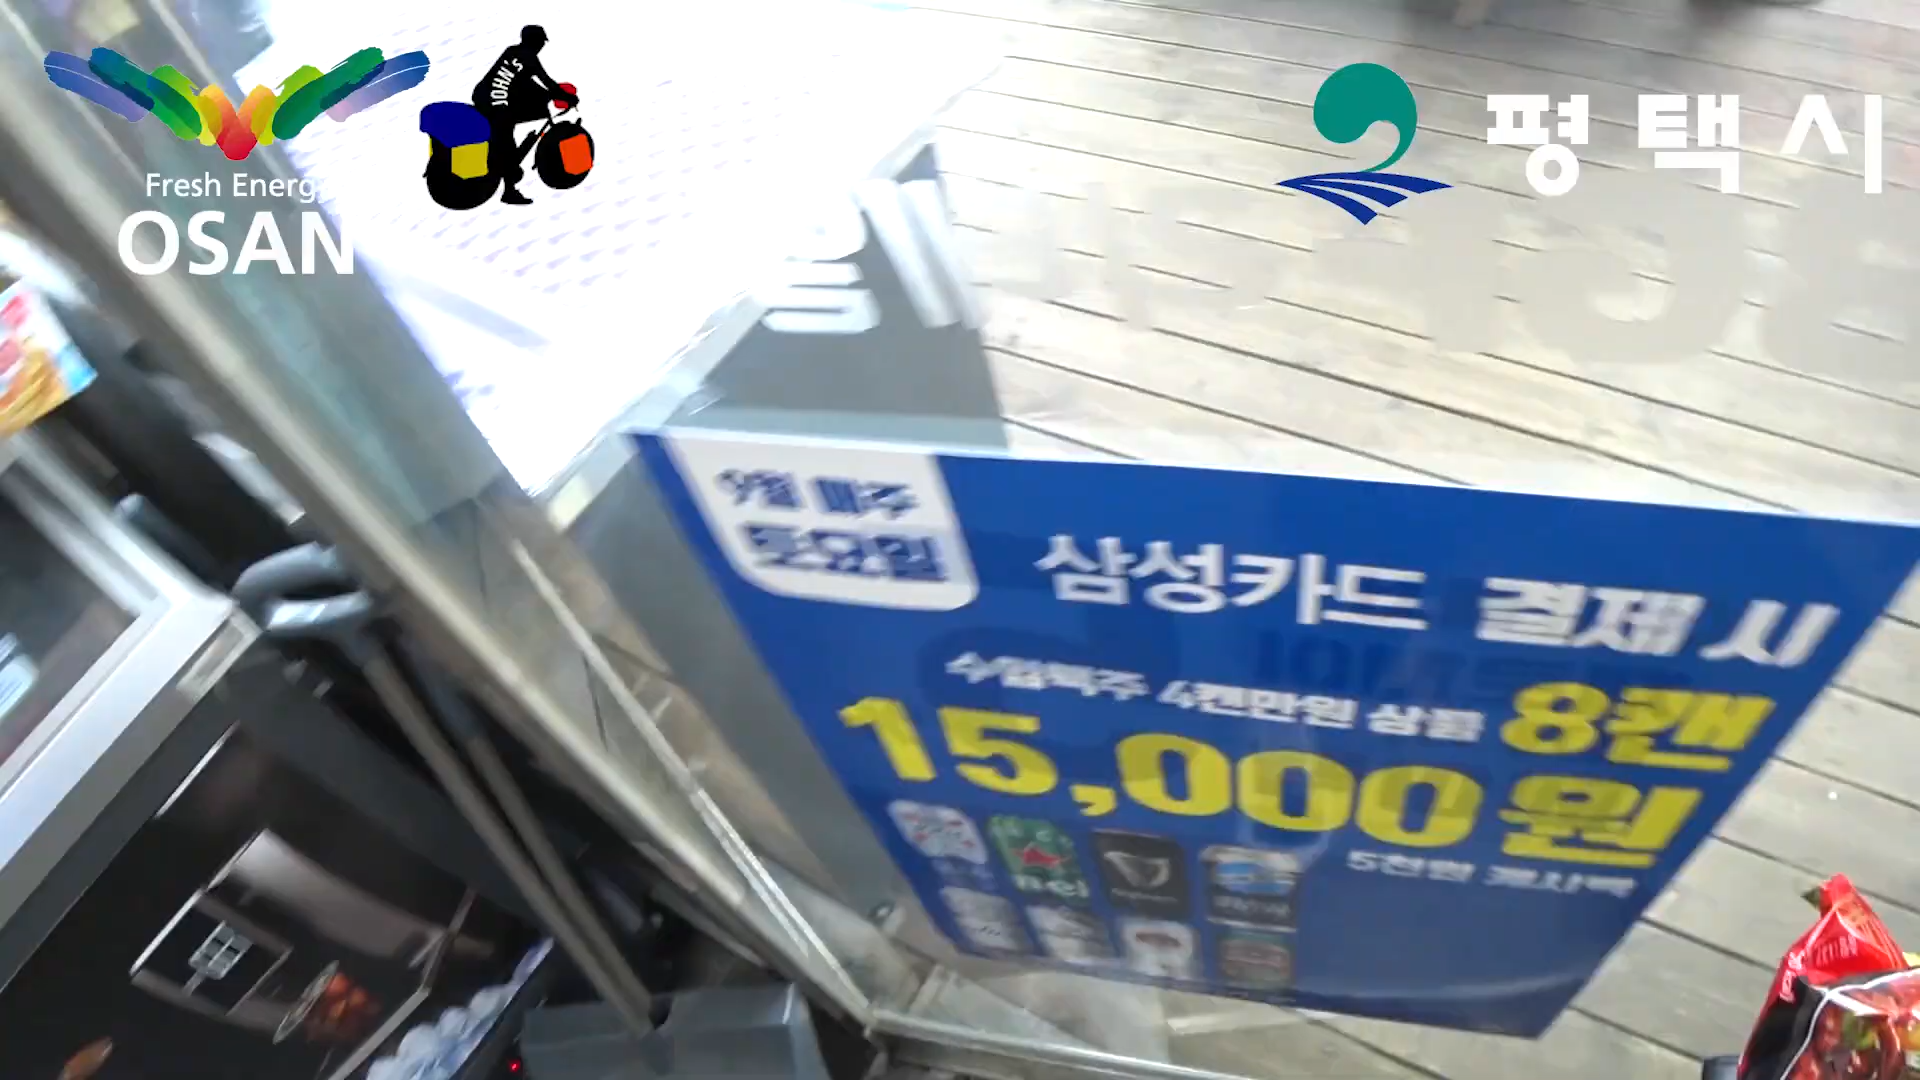 Fresh Energy
OSAN
JOHN'S
평택시
9월 매주
토요일
삼성카드 결제 시
수입맥주 4캔만원 상품 8캔
15,000원
5천원 캐시백